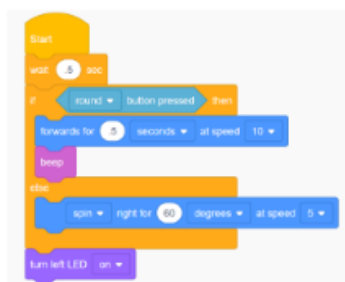 Start
wait .5 sec
if round button pressed then
forwards for .5 seconds at speed 10
beep
else
spin right for 60 degrees at speed 5
turn left LED on